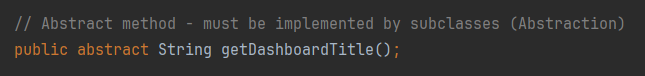 // Abstract method - must be implemented by subclasses (Abstraction)
public abstract String getDashboardTitle();